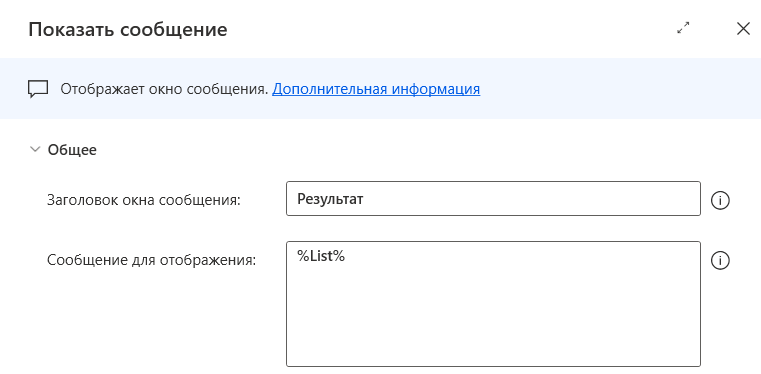 Показать сообщение
Отображает окно сообщения. Дополнительная информация
Общее
Заголовок окна сообщения: Результат
Сообщение для отображения: %List%